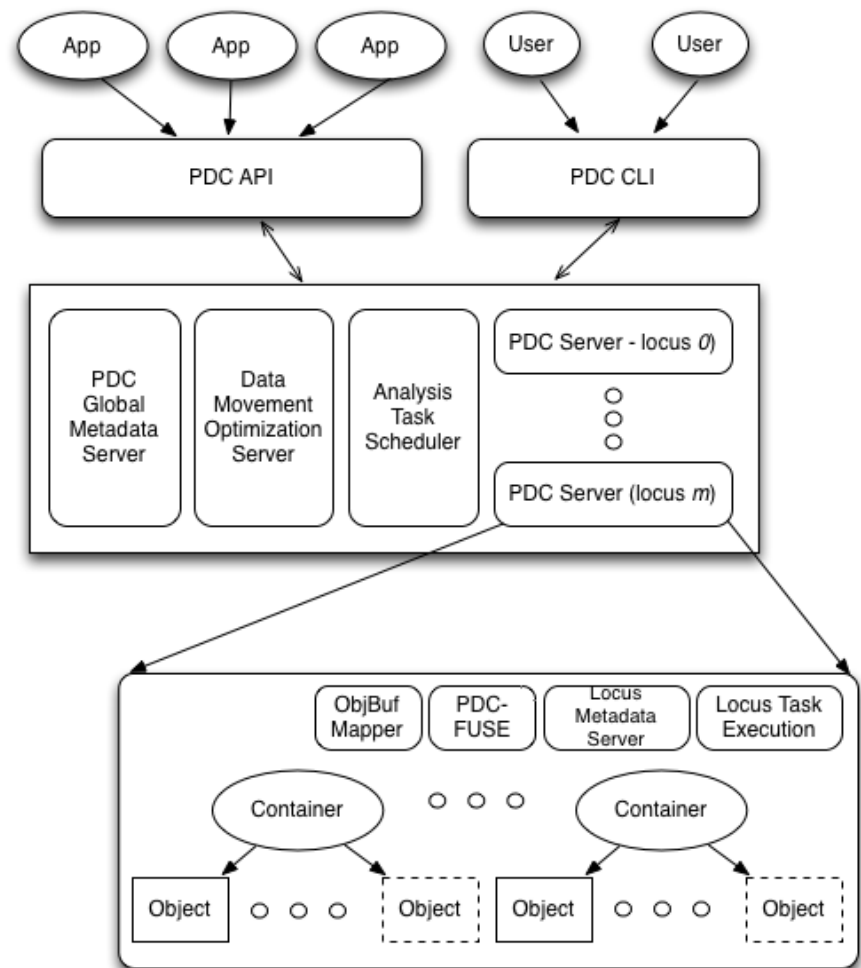 App
App
App
User
User
PDC API
PDC CLI
PDC
Global
Metadata
Server
Data
Movement
Optimization
Server
Analysis
Task
Scheduler
PDC Server - locus 0)
PDC Server (locus m)
ObjBuf
Mapper
PDC-
FUSE
Locus
Metadata
Server
Locus Task
Execution
Container
Container
Object
Object
Object
Object